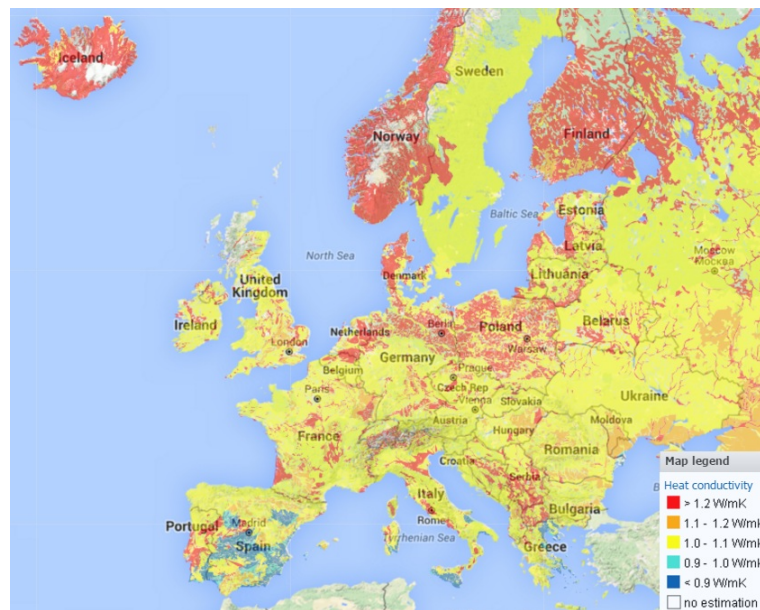 Iceland
Sweden
Norway
Finland
Estonia
Baltic Sea
Moscow
Москва
Latvia
North Sea
Denmark
Lithuania
United
Kingdom
Ireland
Netherlands
Berlin
Poland
Belarus
London
Warsaw
Germany
Belgium
Prague
Czech Rep
Paris
Vienna
Slovakia
Ukraine
Austria
Hungary
Moldova
France
Romania
Croatia
Serbia
Italy
Bulgaria
Portugal
Madrid
Rome
Spain
Tyrrhenian Sea
Greece
Map legend
Heat conductivity
> 1.2 W/mK
1.1 - 1.2 W/mK
1.0 - 1.1 W/mK
0.9 - 1.0 W/mK
< 0.9 W/mK
no estimation